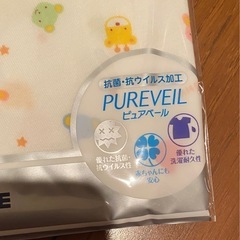 抗菌・抗ウイルス加工
PUREVEIL
ピュアベール
優れた抗菌・
抗ウイルス性
赤ちゃんにも
安心
優れた
洗濯耐久性
E